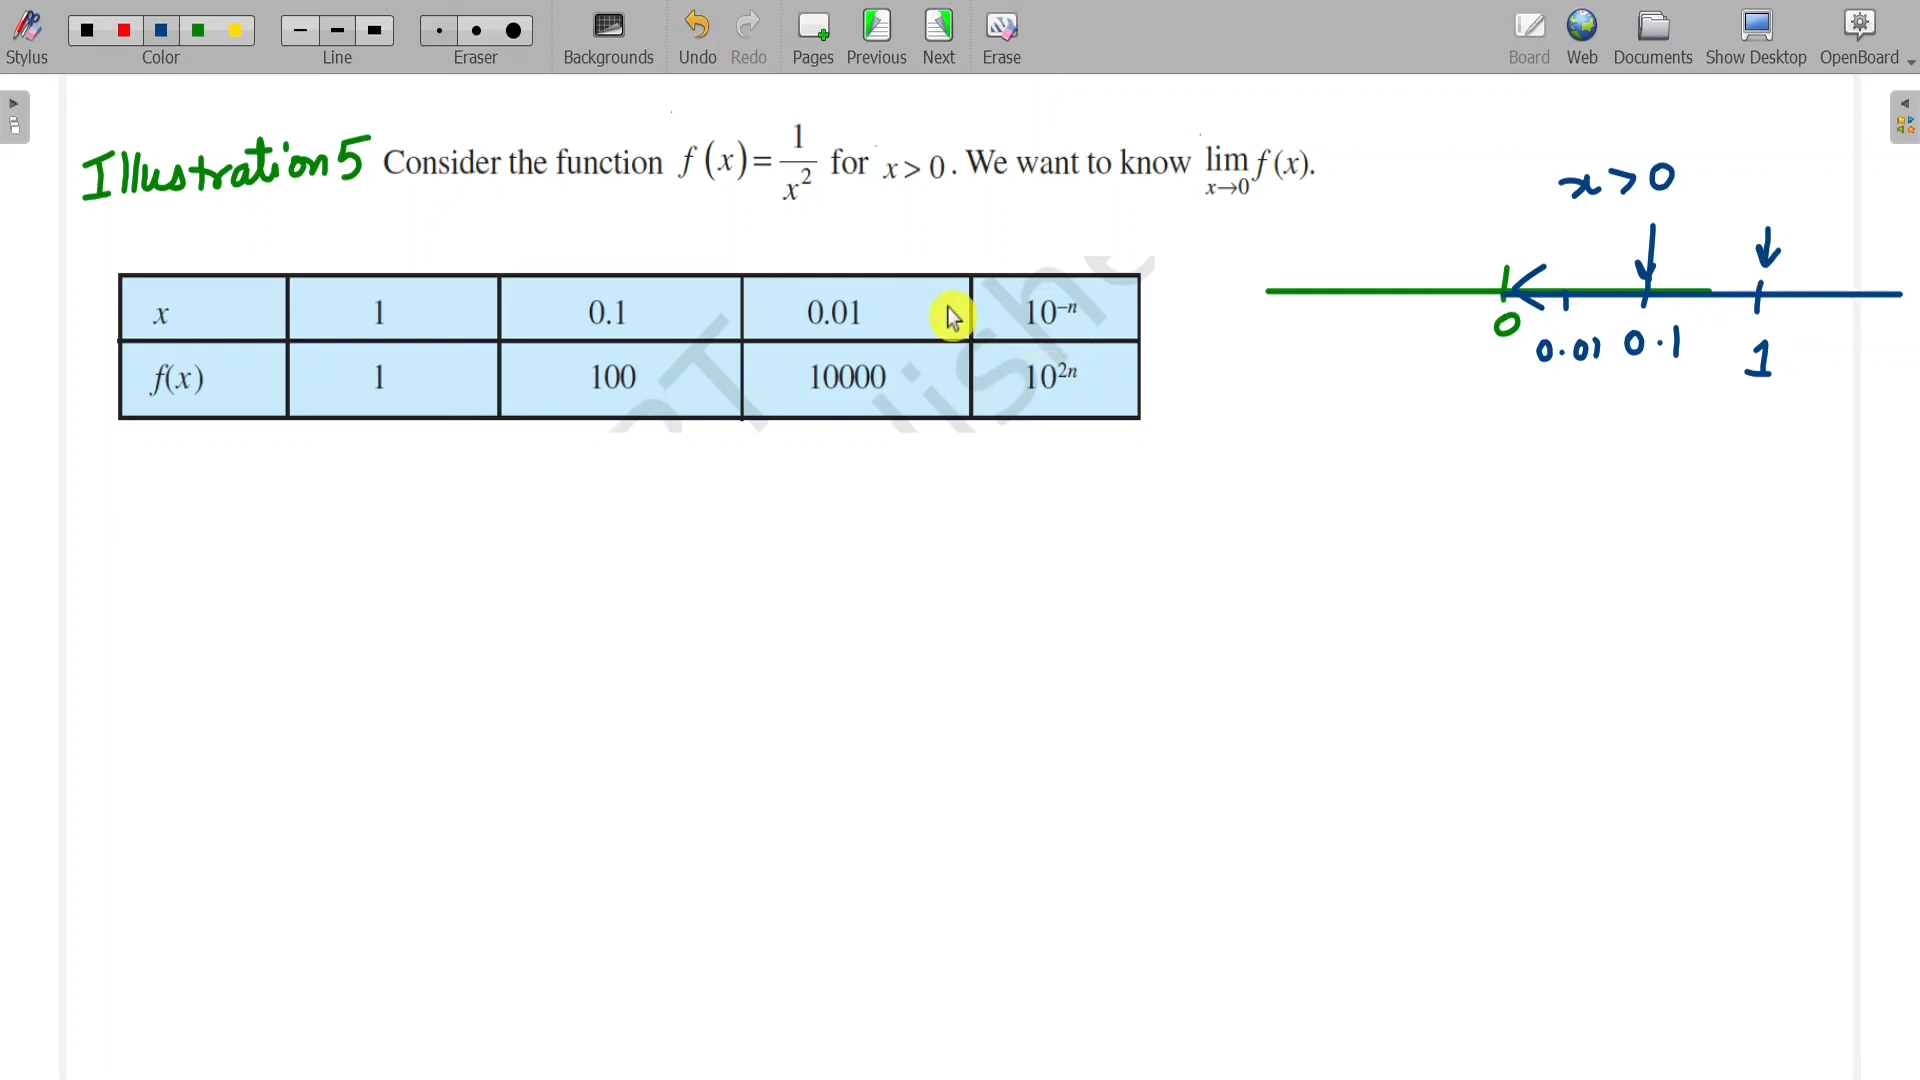 Stylus Color Line Eraser Backgrounds Undo Redo Pages Previous Next Erase Board Web Documents Show Desktop OpenBoard
Illustration 5 Consider the function f(x)=1/x² for x>0. We want to know lim x→0 f(x).
x > 0
x 1 0.1 0.01 10⁻ⁿ
f(x) 1 100 10000 10²ⁿ
0 0.01 0.1 1